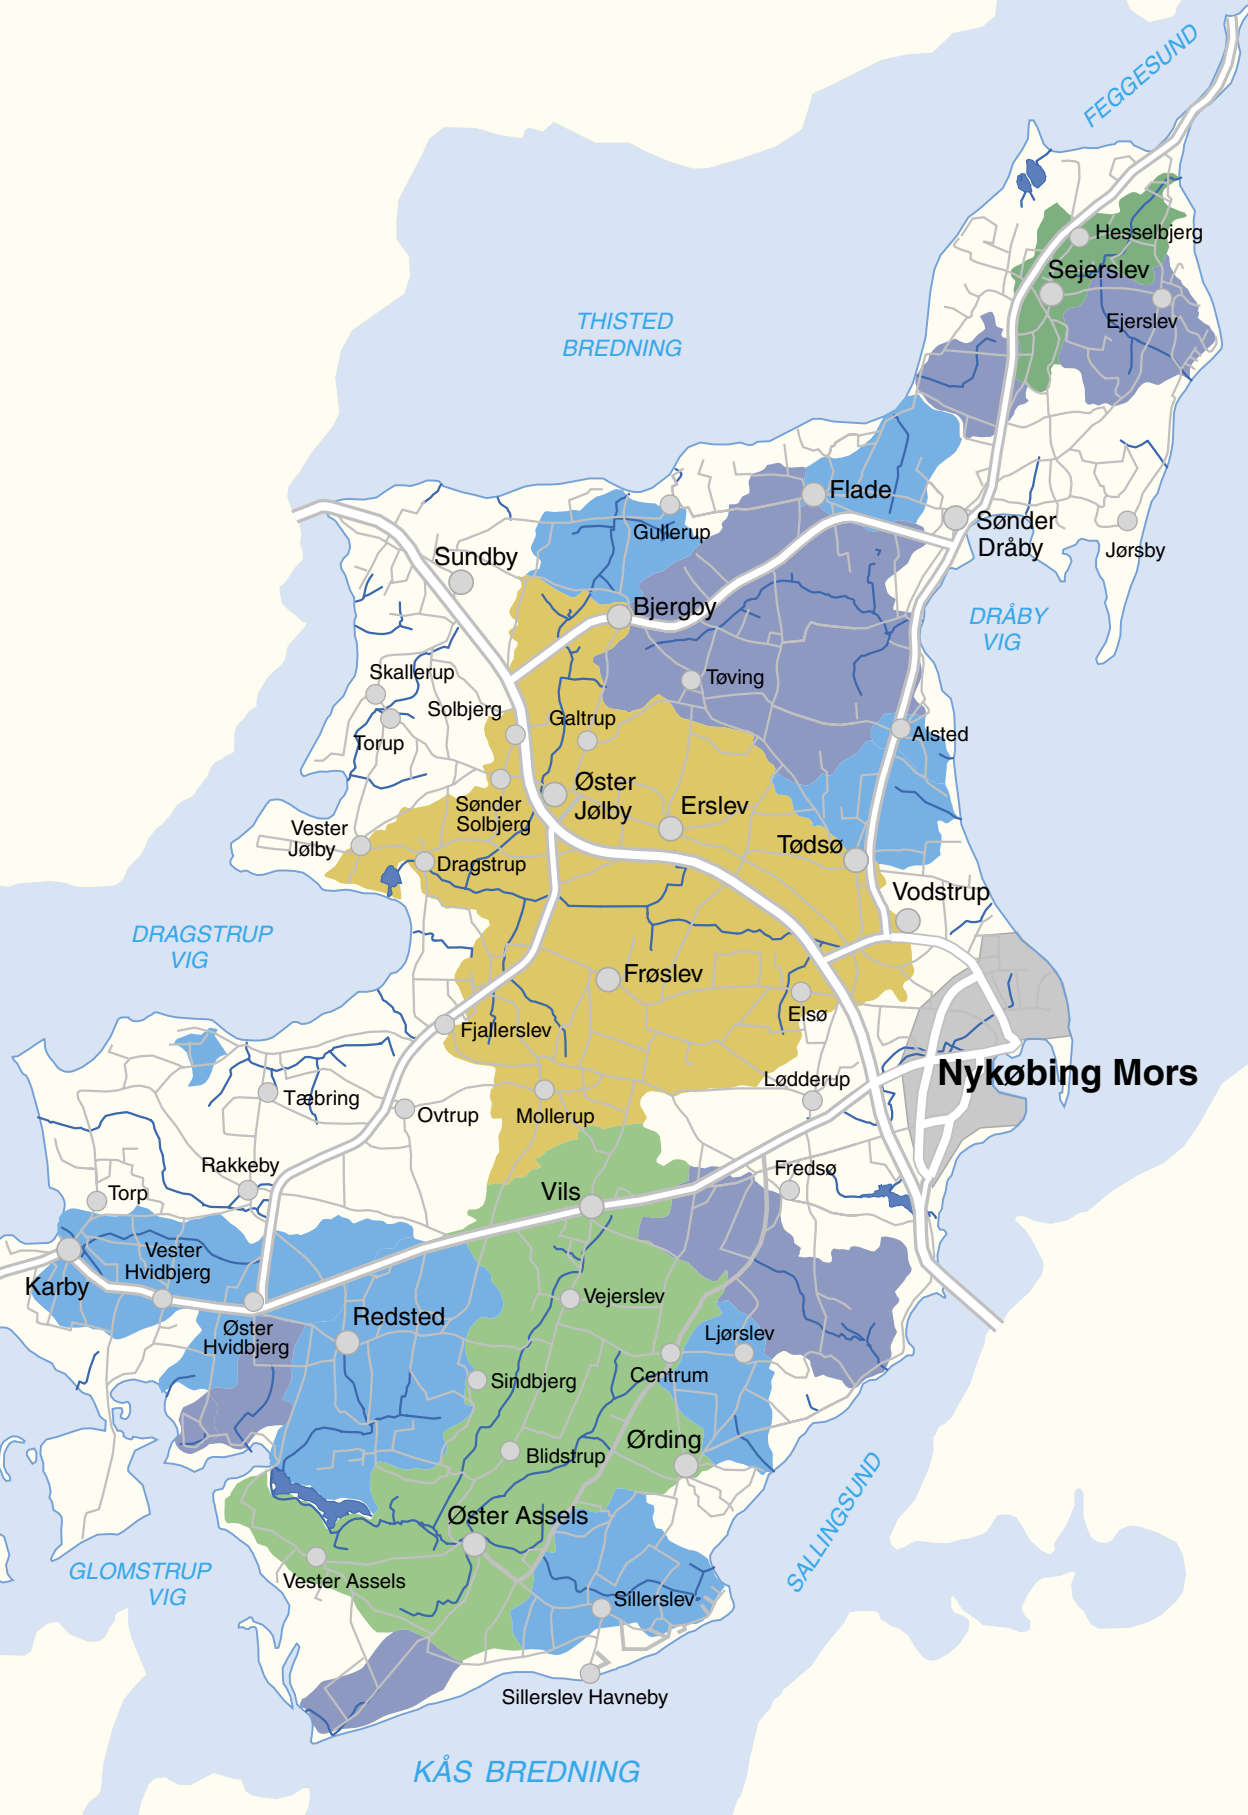 FEGGESUND
Hesselbjerg
Sejerslev
Ejerslev
THISTED
BREDNING
Flade
Gullerup
Sønder
Dråby
Jørsby
Sundby
Bjergby
DRÅBY
VIG
Skallerup
Tøving
Solbjerg
Galtrup
Torup
Alsted
Øster
Jølby
Sønder
Solbjerg
Erslev
Vester
Jølby
Tødsø
Dragstrup
Vodstrup
DRAGSTRUP
VIG
Frøslev
Elsø
Fjallerslev
Nykøbing Mors
Lødderup
Tæbring
Ovtrup
Mollerup
Rakkeby
Fredsø
Torp
Vils
Vester
Hvidbjerg
Karby
Vejerslev
Redsted
Øster
Hvidbjerg
Ljørslev
Centrum
Sindbjerg
Ørding
Blidstrup
SALLINGSUND
Øster Assels
GLOMSTRUP
VIG
Vester Assels
Sillerslev
Sillerslev Havneby
KÅS BREDNING